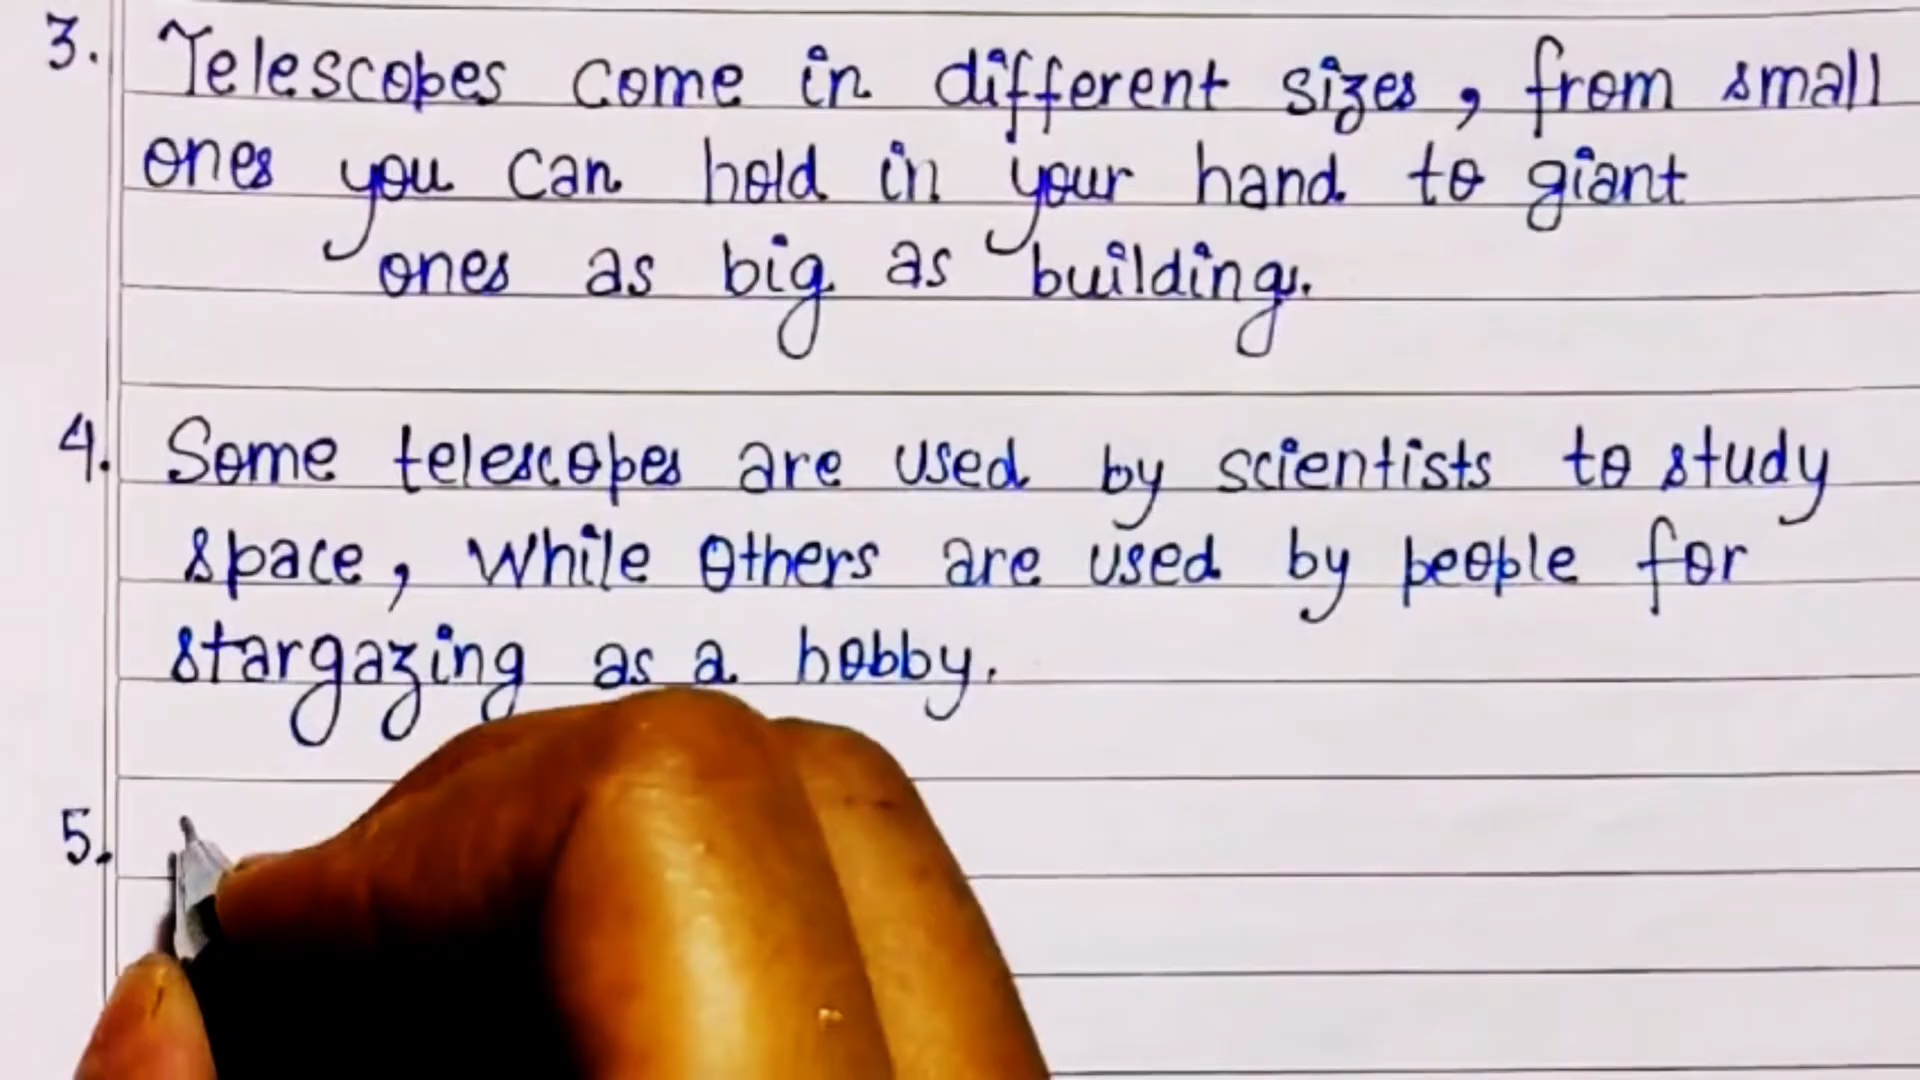 3. Telescopes come in different sizes, from small
ones you can hold in your hand to giant
ones as big as buildings.
4. Some telescopes are used by scientists to study
space, while others are used by people for
stargazing as a hobby.
5.